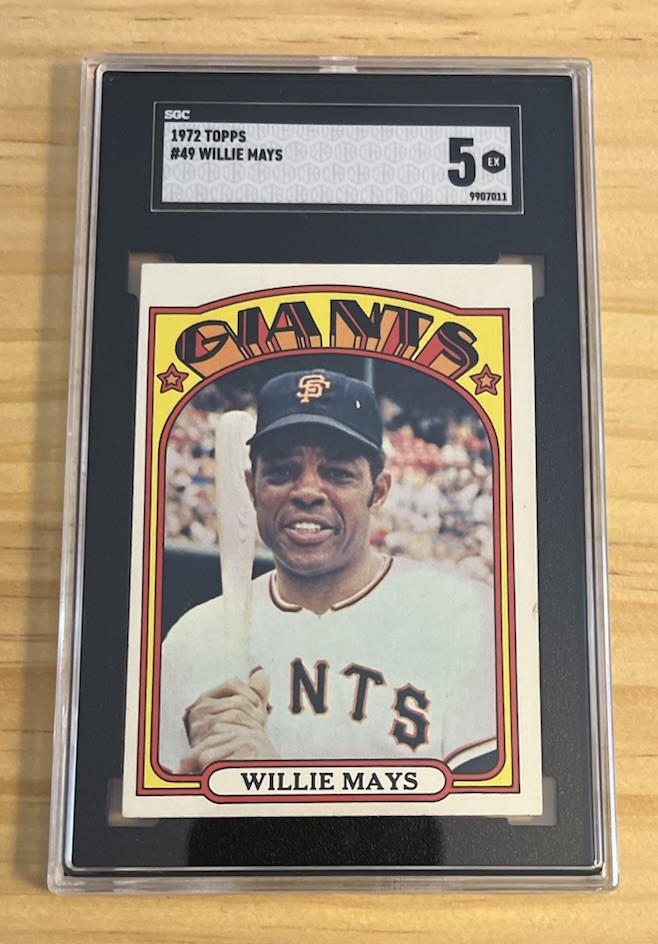 SGC
1972 TOPPS
#49 WILLIE MAYS
5 EX
9907011
GIANTS
SF
NTS
WILLIE MAYS